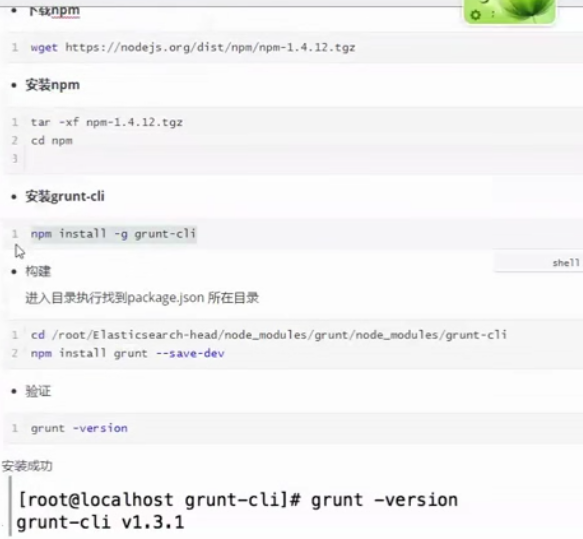 • 下载npm
1 wget https://nodejs.org/dist/npm/npm-1.4.12.tgz
• 安装npm
1 tar -xf npm-1.4.12.tgz
2 cd npm
3
• 安装grunt-cli
1 npm install -g grunt-cli
shell
• 构建
进入目录执行找到package.json 所在目录
1 cd /root/Elasticsearch-head/node_modules/grunt/node_modules/grunt-cli
2 npm install grunt --save-dev
• 验证
1 grunt -version
安装成功
[root@localhost grunt-cli]# grunt -version
grunt-cli v1.3.1